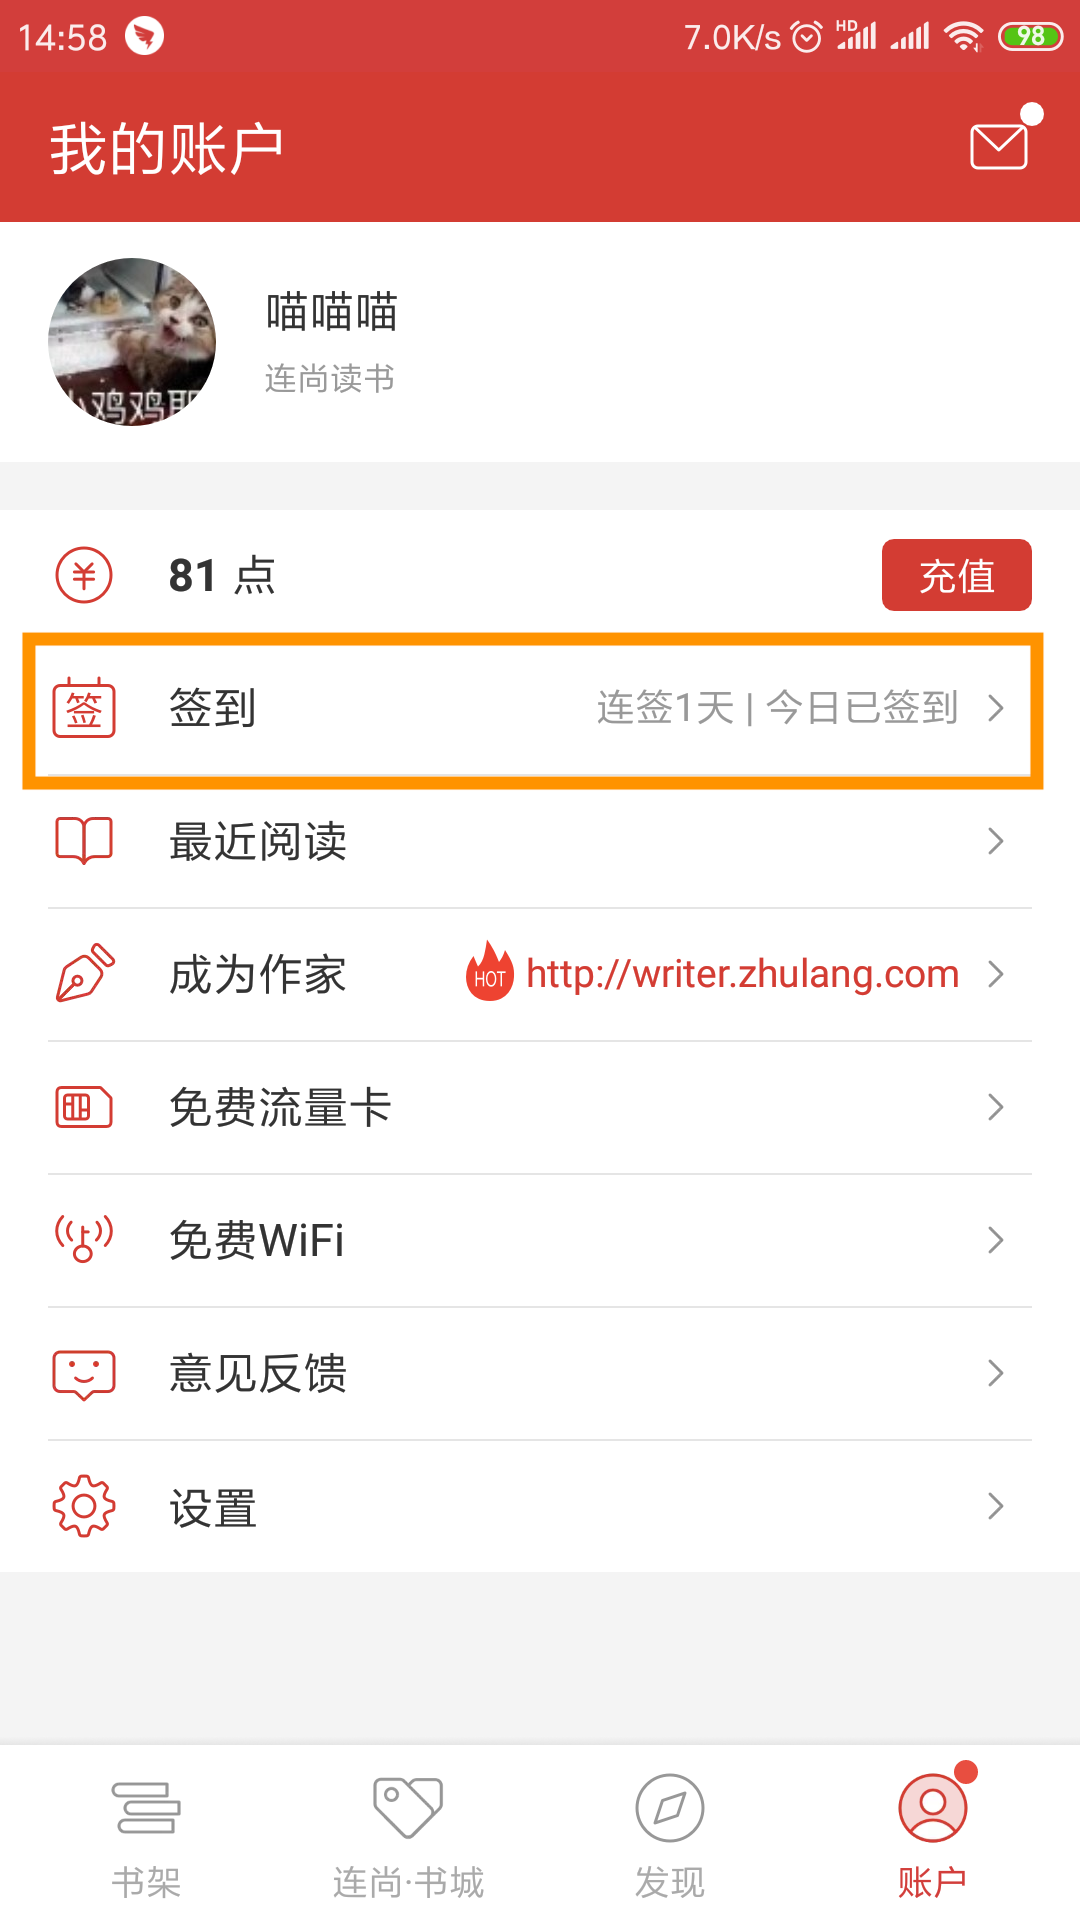 14:58 7.0K/s HD 98
我的账户
喵喵喵
连尚读书
小鸡鸡
¥ 81 点 充值
签 签到 连签1天 | 今日已签到
最近阅读
成为作家 HOT http://writer.zhulang.com
免费流量卡
免费WiFi
意见反馈
设置
书架 连尚·书城 发现 账户